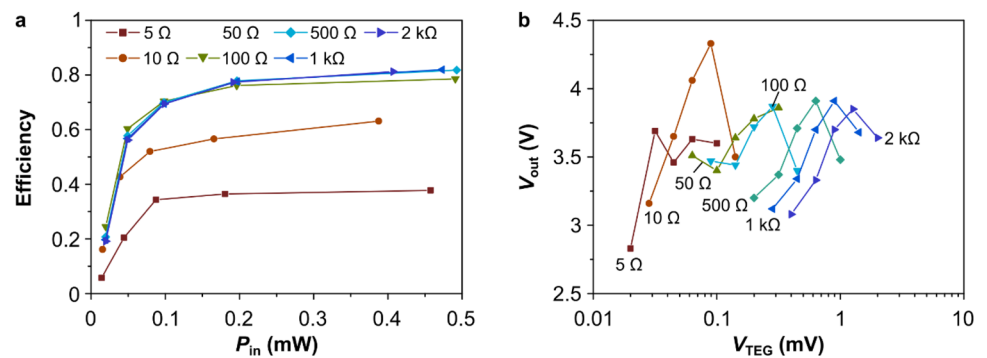 a
1
0.8
0.6
0.4
0.2
0
Efficiency
5 Ω 50 Ω 500 Ω 2 kΩ
10 Ω 100 Ω 1 kΩ
0 0.1 0.2 0.3 0.4 0.5
Pin (mW)
b
4.5
4
3.5
3
2.5
Vout (V)
100 Ω
2 kΩ
50 Ω
500 Ω
10 Ω
1 kΩ
5 Ω
0.01 0.1 1 10
VTEG (mV)